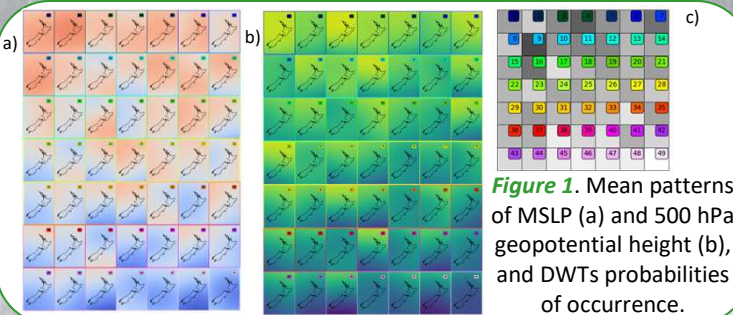 a)
b)
c)
8 9 10 11 12 13 14
15 16 17 18 19 20 21
22 23 24 25 26 27 28
29 30 31 32 33 34 35
36 37 38 39 40 41 42
43 44 45 46 47 48 49
Figure 1. Mean patterns
of MSLP (a) and 500 hPa
geopotential height (b),
and DWTs probabilities
of occurrence.